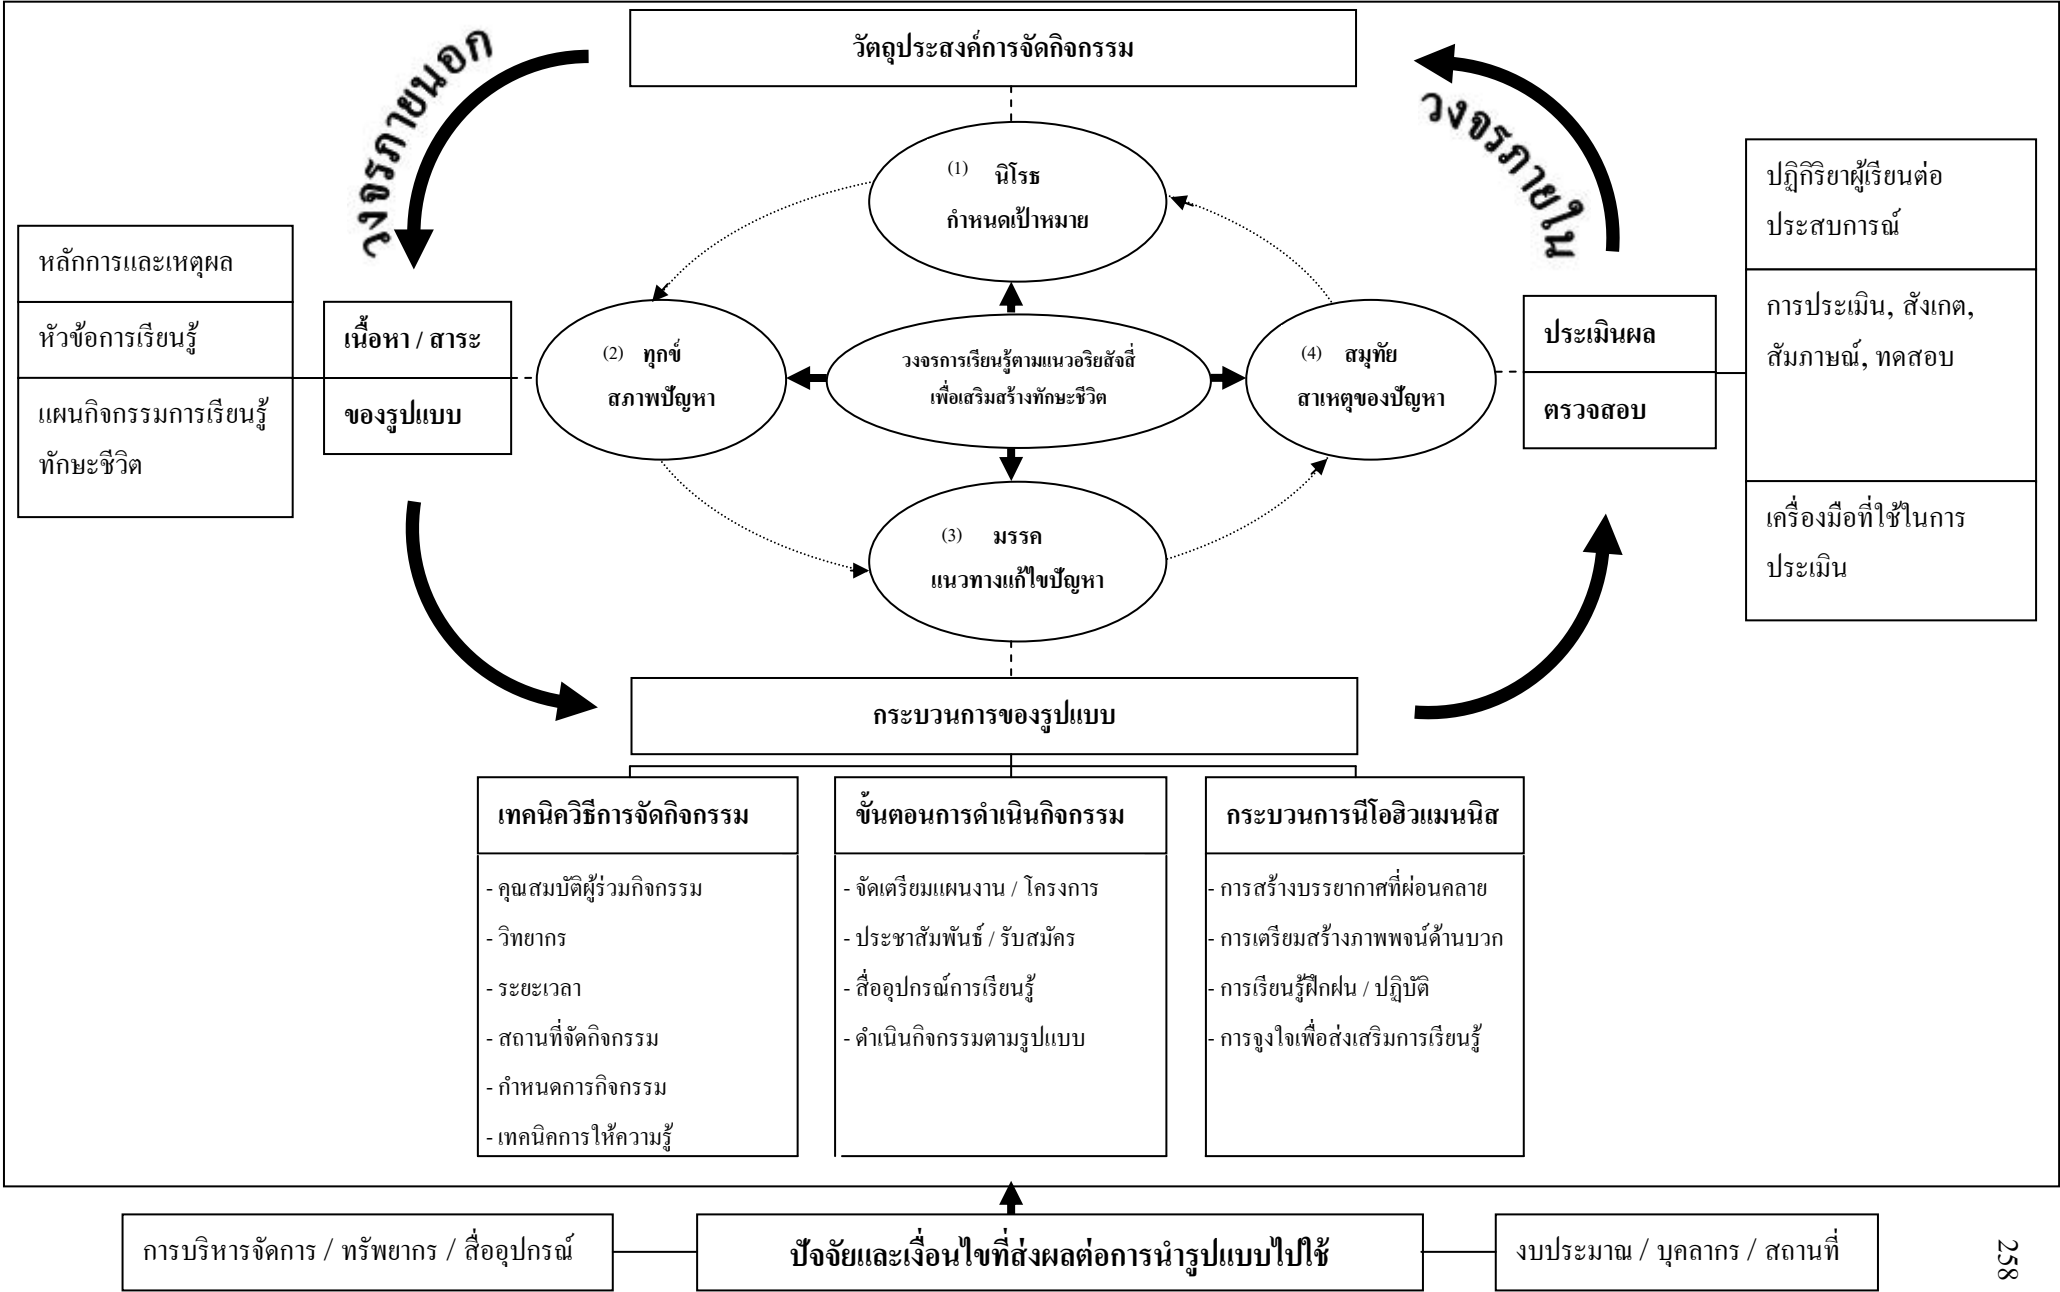 วัตถุประสงค์การจัดกิจกรรม
วงจรภายนอก
วงจรภายใน
(1) นิโรธ
กำหนดเป้าหมาย
หลักการและเหตุผล
หัวข้อการเรียนรู้
แผนกิจกรรมการเรียนรู้
ทักษะชีวิต
เนื้อหา / สาระ
ของรูปแบบ
(2) ทุกข์
สภาพปัญหา
วงจรการเรียนรู้ตามแนวอริยสัจสี่
เพื่อเสริมสร้างทักษะชีวิต
(4) สมุทัย
สาเหตุของปัญหา
ประเมินผล
ตรวจสอบ
ปฏิกิริยาผู้เรียนต่อ
ประสบการณ์
การประเมิน, สังเกต,
สัมภาษณ์, ทดสอบ
เครื่องมือที่ใช้ในการ
ประเมิน
(3) มรรค
แนวทางแก้ไขปัญหา
กระบวนการของรูปแบบ
เทคนิควิธีการจัดกิจกรรม
- คุณสมบัติผู้ร่วมกิจกรรม
- วิทยากร
- ระยะเวลา
- สถานที่จัดกิจกรรม
- กำหนดการกิจกรรม
- เทคนิคการให้ความรู้
ขั้นตอนการดำเนินกิจกรรม
- จัดเตรียมแผนงาน / โครงการ
- ประชาสัมพันธ์ / รับสมัคร
- สื่ออุปกรณ์การเรียนรู้
- ดำเนินกิจกรรมตามรูปแบบ
กระบวนการนีโอฮิวแมนนิส
- การสร้างบรรยากาศที่ผ่อนคลาย
- การเตรียมสร้างภาพพจน์ด้านบวก
- การเรียนรู้ฝึกฝน / ปฏิบัติ
- การจูงใจเพื่อส่งเสริมการเรียนรู้
การบริหารจัดการ / ทรัพยากร / สื่ออุปกรณ์
ปัจจัยและเงื่อนไขที่ส่งผลต่อการนำรูปแบบไปใช้
งบประมาณ / บุคลากร / สถานที่
258